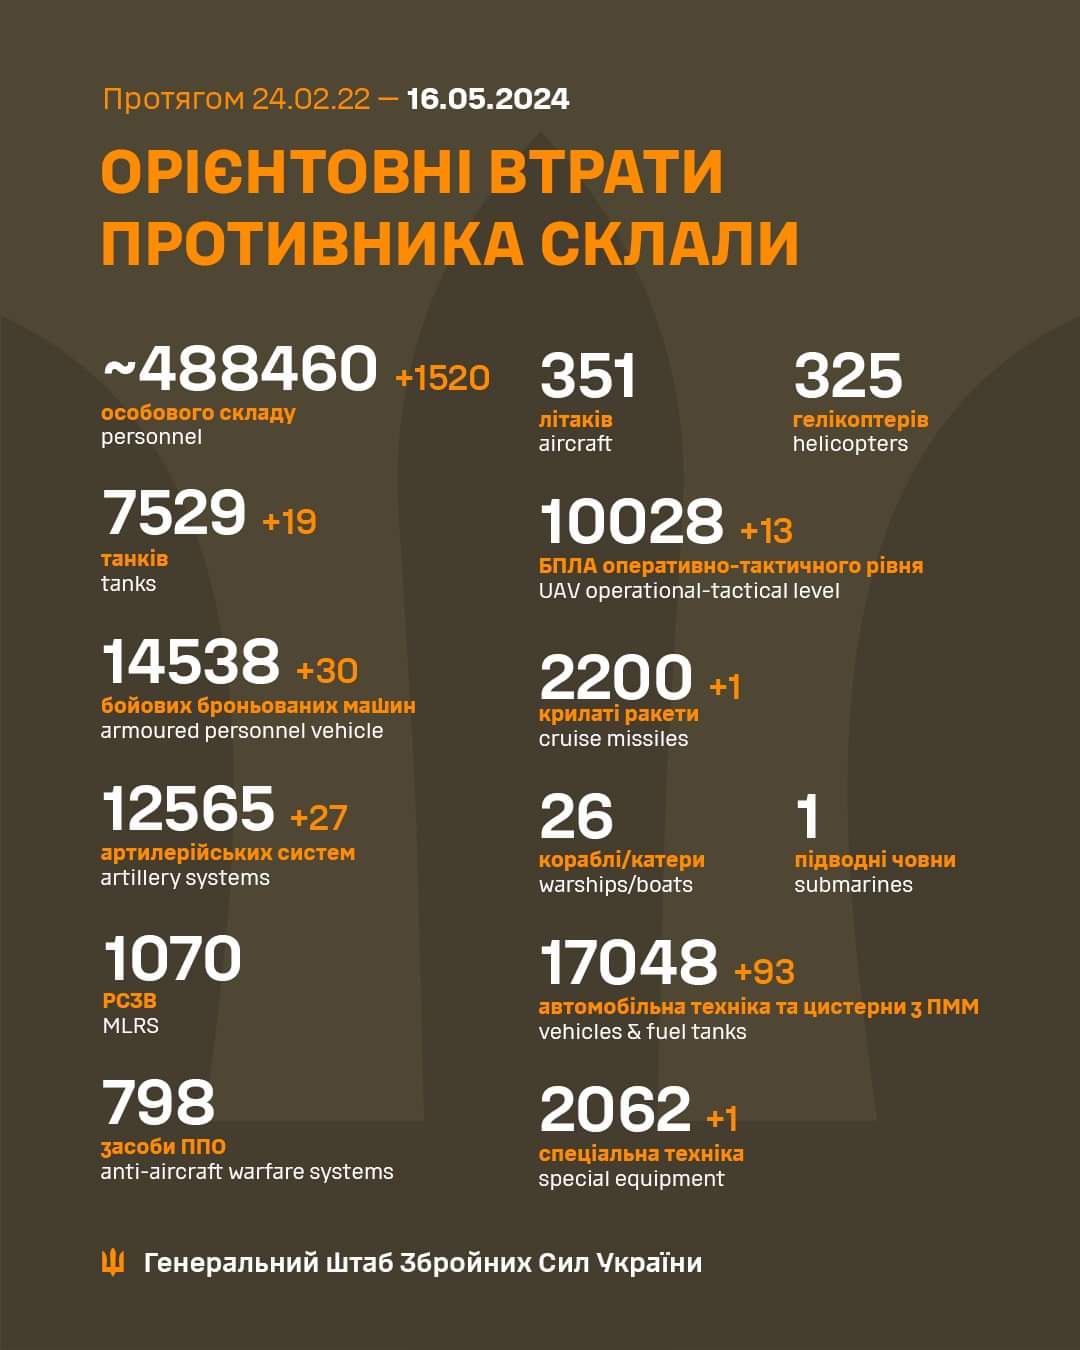 Протягом 24.02.22 — 16.05.2024
ОРІЄНТОВНІ ВТРАТИ
ПРОТИВНИКА СКЛАЛИ
~488460 +1520
особового складу
personnel
351
літаків
aircraft
325
гелікоптерів
helicopters
7529 +19
танків
tanks
10028 +13
БПЛА оперативно-тактичного рівня
UAV operational-tactical level
14538 +30
бойових броньованих машин
armoured personnel vehicle
2200 +1
крилаті ракети
cruise missiles
12565 +27
артилерійських систем
artillery systems
26
кораблі/катери
warships/boats
1
підводні човни
submarines
1070
РСЗВ
MLRS
17048 +93
автомобільна техніка та цистерни з ПММ
vehicles & fuel tanks
798
засоби ППО
anti-aircraft warfare systems
2062 +1
спеціальна техніка
special equipment
Генеральний Штаб Збройних Сил України